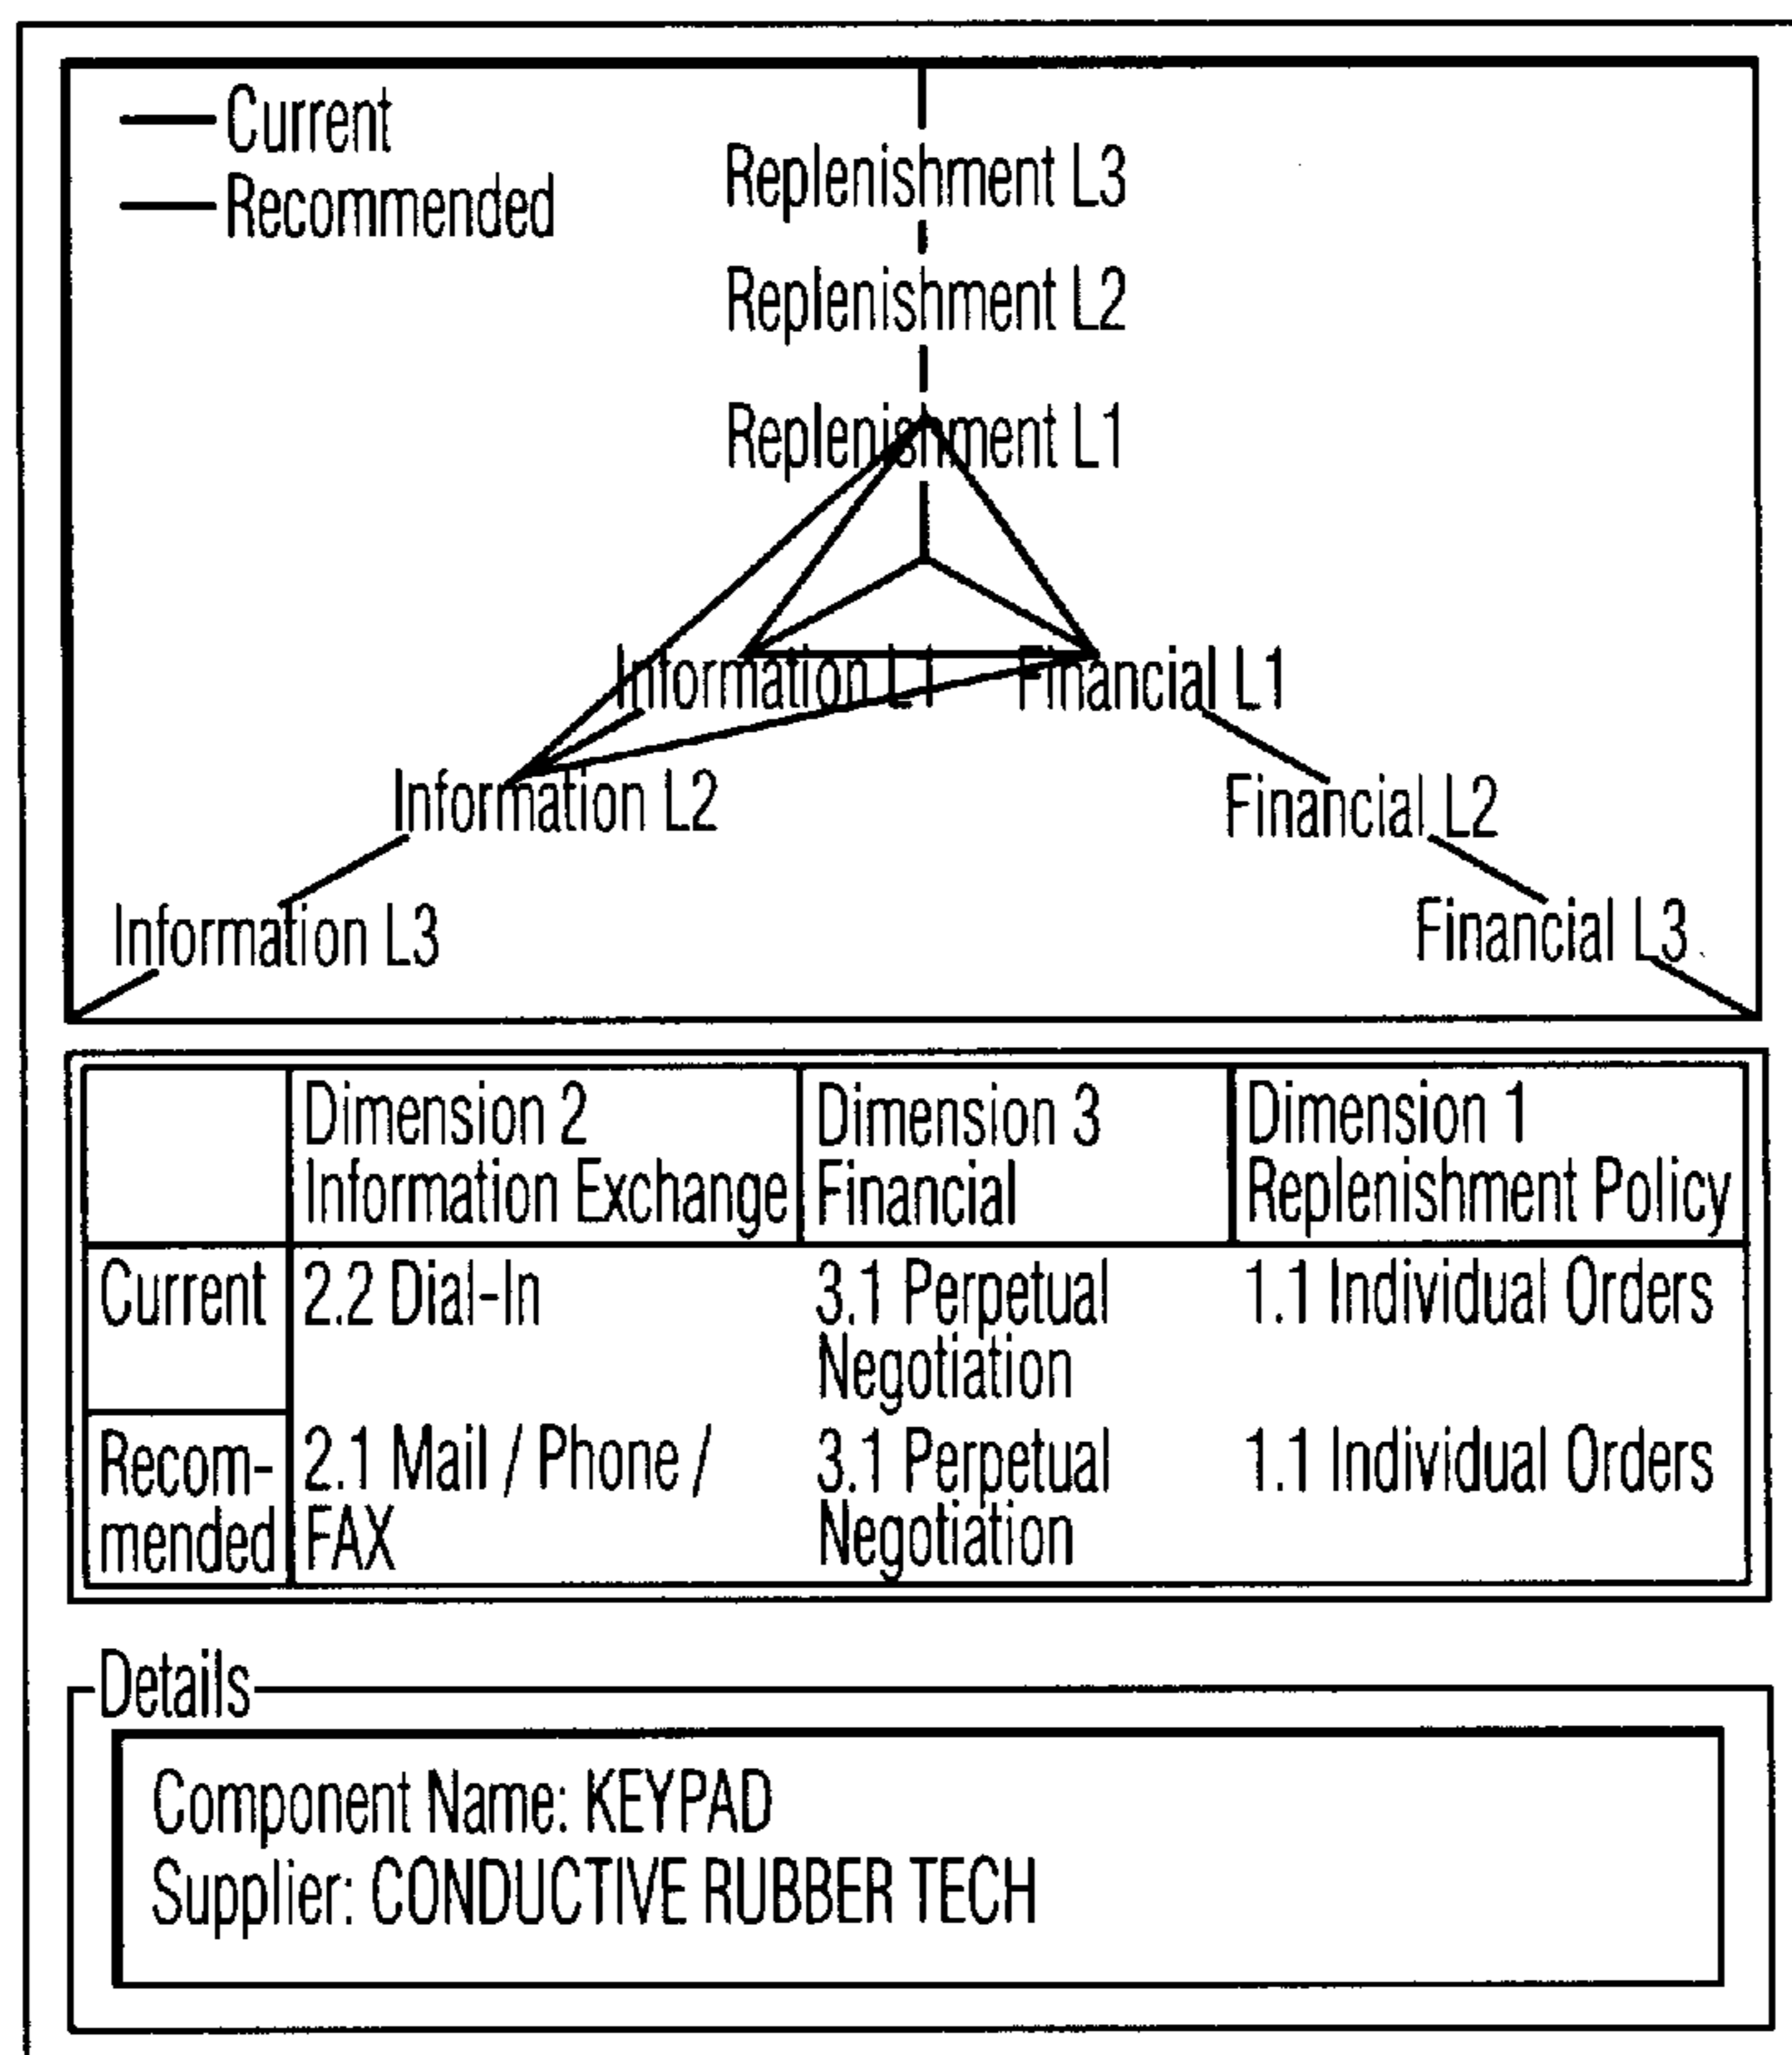 Current
Recommended
Replenishment L3
Replenishment L2
Replenishment L1
Information L1
Financial L1
Information L2
Financial L2
Information L3
Financial L3
Dimension 2
Information Exchange
Dimension 3
Financial
Dimension 1
Replenishment Policy
Current
2.2 Dial-In
3.1 Perpetual
Negotiation
1.1 Individual Orders
Recom-
mended
2.1 Mail / Phone /
FAX
3.1 Perpetual
Negotiation
1.1 Individual Orders
Details
Component Name: KEYPAD
Supplier: CONDUCTIVE RUBBER TECH